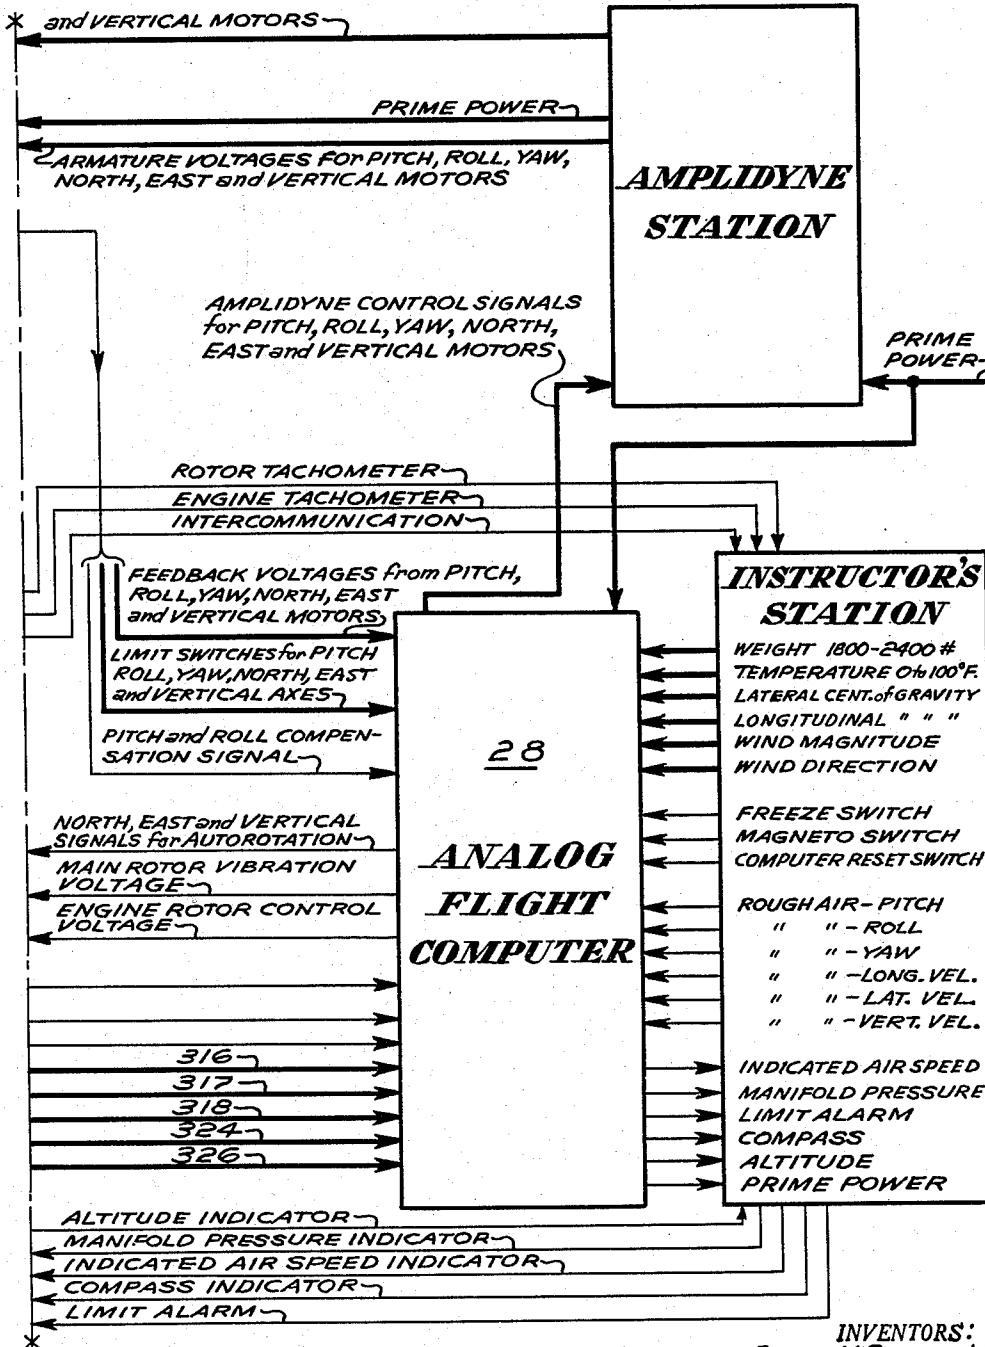 and VERTICAL MOTORS
PRIME POWER
ARMATURE VOLTAGES for PITCH, ROLL, YAW,
NORTH, EAST and VERTICAL MOTORS
AMPLIDYNE
STATION
AMPLIDYNE CONTROL SIGNALS
for PITCH, ROLL, YAW, NORTH,
EAST and VERTICAL MOTORS
PRIME
POWER
ROTOR TACHOMETER
ENGINE TACHOMETER
INTERCOMMUNICATION
FEEDBACK VOLTAGES from PITCH,
ROLL, YAW, NORTH, EAST
and VERTICAL MOTORS
LIMIT SWITCHES for PITCH
ROLL, YAW, NORTH, EAST
and VERTICAL AXES
PITCH and ROLL COMPEN-
SATION SIGNAL
NORTH, EAST and VERTICAL
SIGNALS for AUTOROTATION
MAIN ROTOR VIBRATION
VOLTAGE
ENGINE ROTOR CONTROL
VOLTAGE
316
317
318
324
326
28
ANALOG
FLIGHT
COMPUTER
INSTRUCTOR'S
STATION
WEIGHT 1800-2400 #
TEMPERATURE 0 to 100°F.
LATERAL CENT. of GRAVITY
LONGITUDINAL " " "
WIND MAGNITUDE
WIND DIRECTION
FREEZE SWITCH
MAGNETO SWITCH
COMPUTER RESET SWITCH
ROUGH AIR - PITCH
" " - ROLL
" " - YAW
" " - LONG. VEL.
" " - LAT. VEL.
" " - VERT. VEL.
INDICATED AIR SPEED
MANIFOLD PRESSURE
LIMIT ALARM
COMPASS
ALTITUDE
PRIME POWER
ALTITUDE INDICATOR
MANIFOLD PRESSURE INDICATOR
INDICATED AIR SPEED INDICATOR
COMPASS INDICATOR
LIMIT ALARM
INVENTORS: